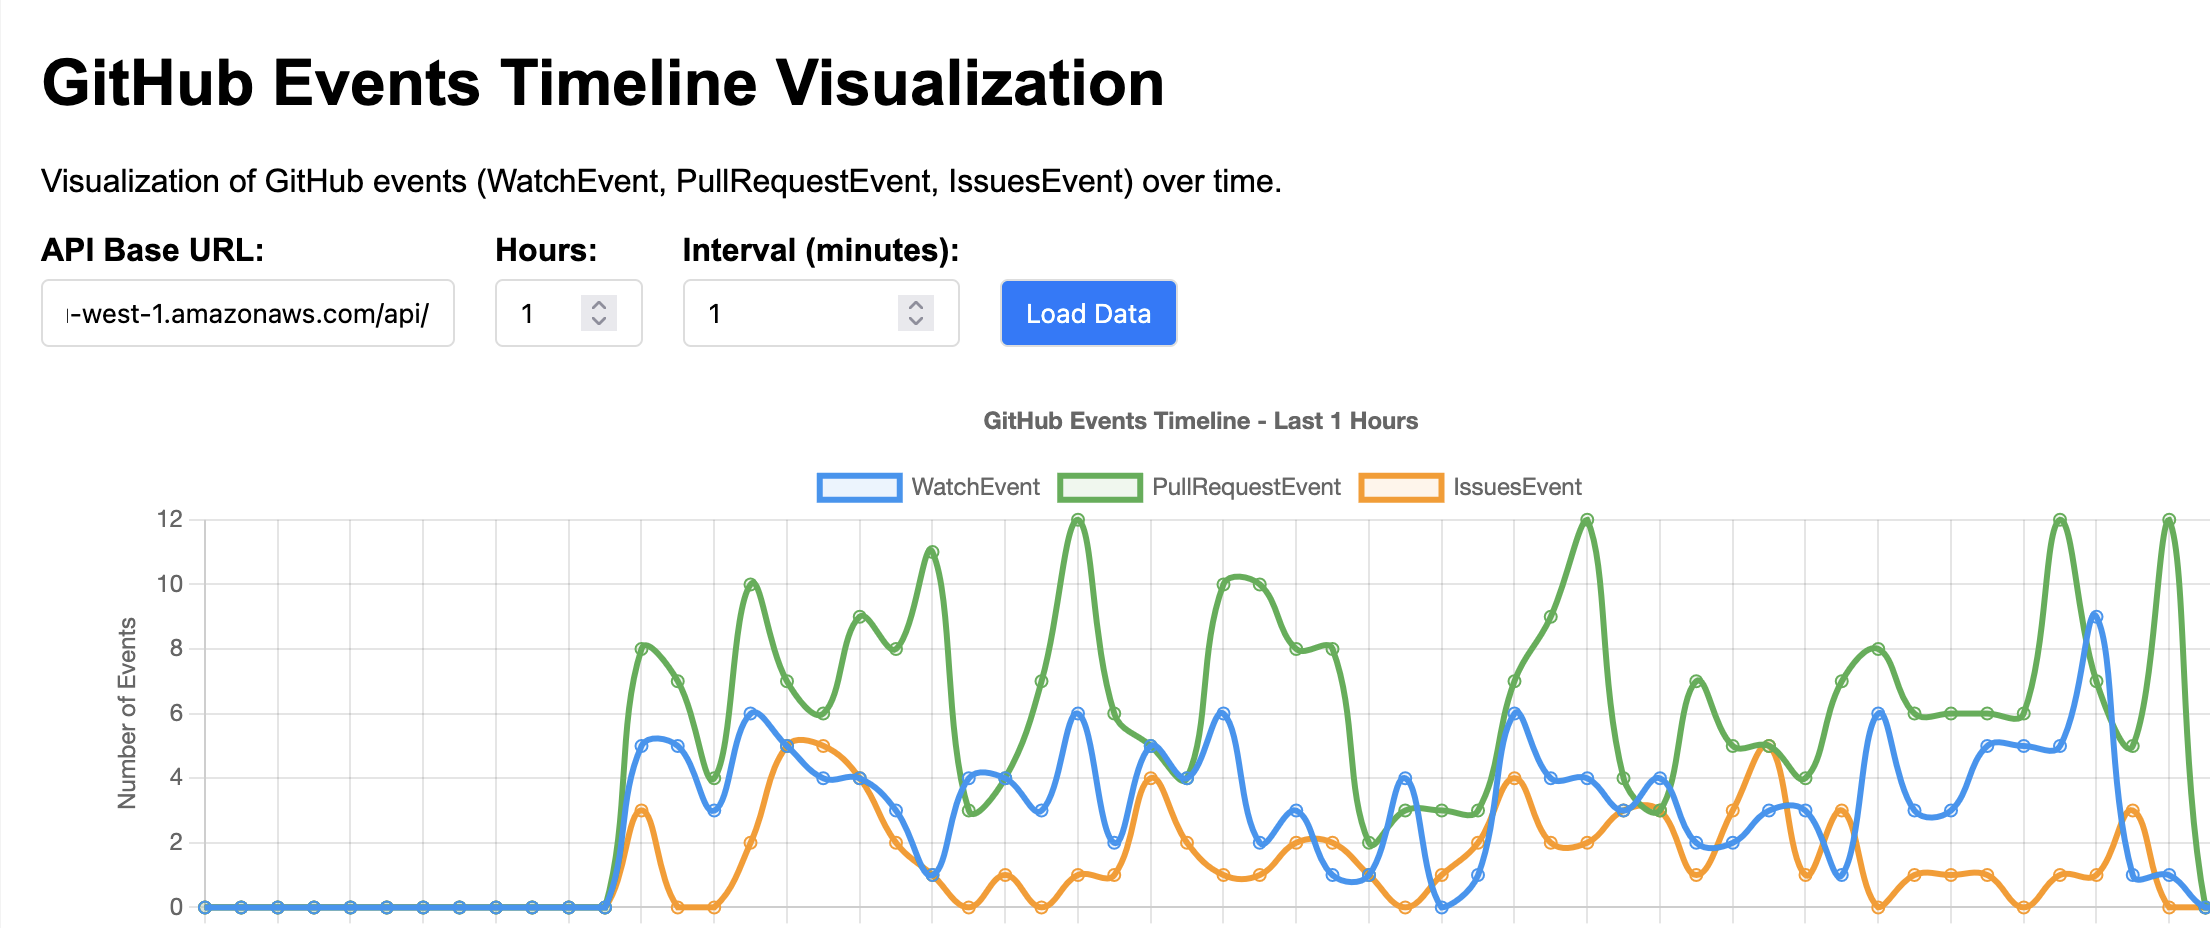 GitHub Events Timeline Visualization
Visualization of GitHub events (WatchEvent, PullRequestEvent, IssuesEvent) over time.
API Base URL: Hours: Interval (minutes):
-west-1.amazonaws.com/api/ 1 1 Load Data
GitHub Events Timeline - Last 1 Hours
WatchEvent PullRequestEvent IssuesEvent
12
10
8
6
4
2
0
Number of Events